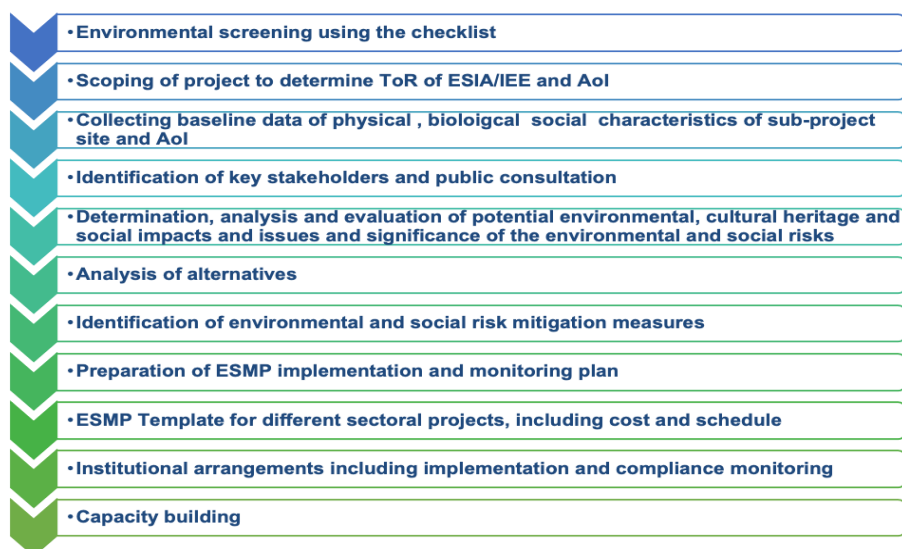 •Environmental screening using the checklist
•Scoping of project to determine ToR of ESIA/IEE and AoI
•Collecting baseline data of physical , bioloigcal social characteristics of sub-project
site and AoI
•Identification of key stakeholders and public consultation
•Determination, analysis and evaluation of potential environmental, cultural heritage and
social impacts and issues and significance of the environmental and social risks
•Analysis of alternatives
•Identification of environmental and social risk mitigation measures
•Preparation of ESMP implementation and monitoring plan
•ESMP Template for different sectoral projects, including cost and schedule
•Institutional arrangements including implementation and compliance monitoring
•Capacity building